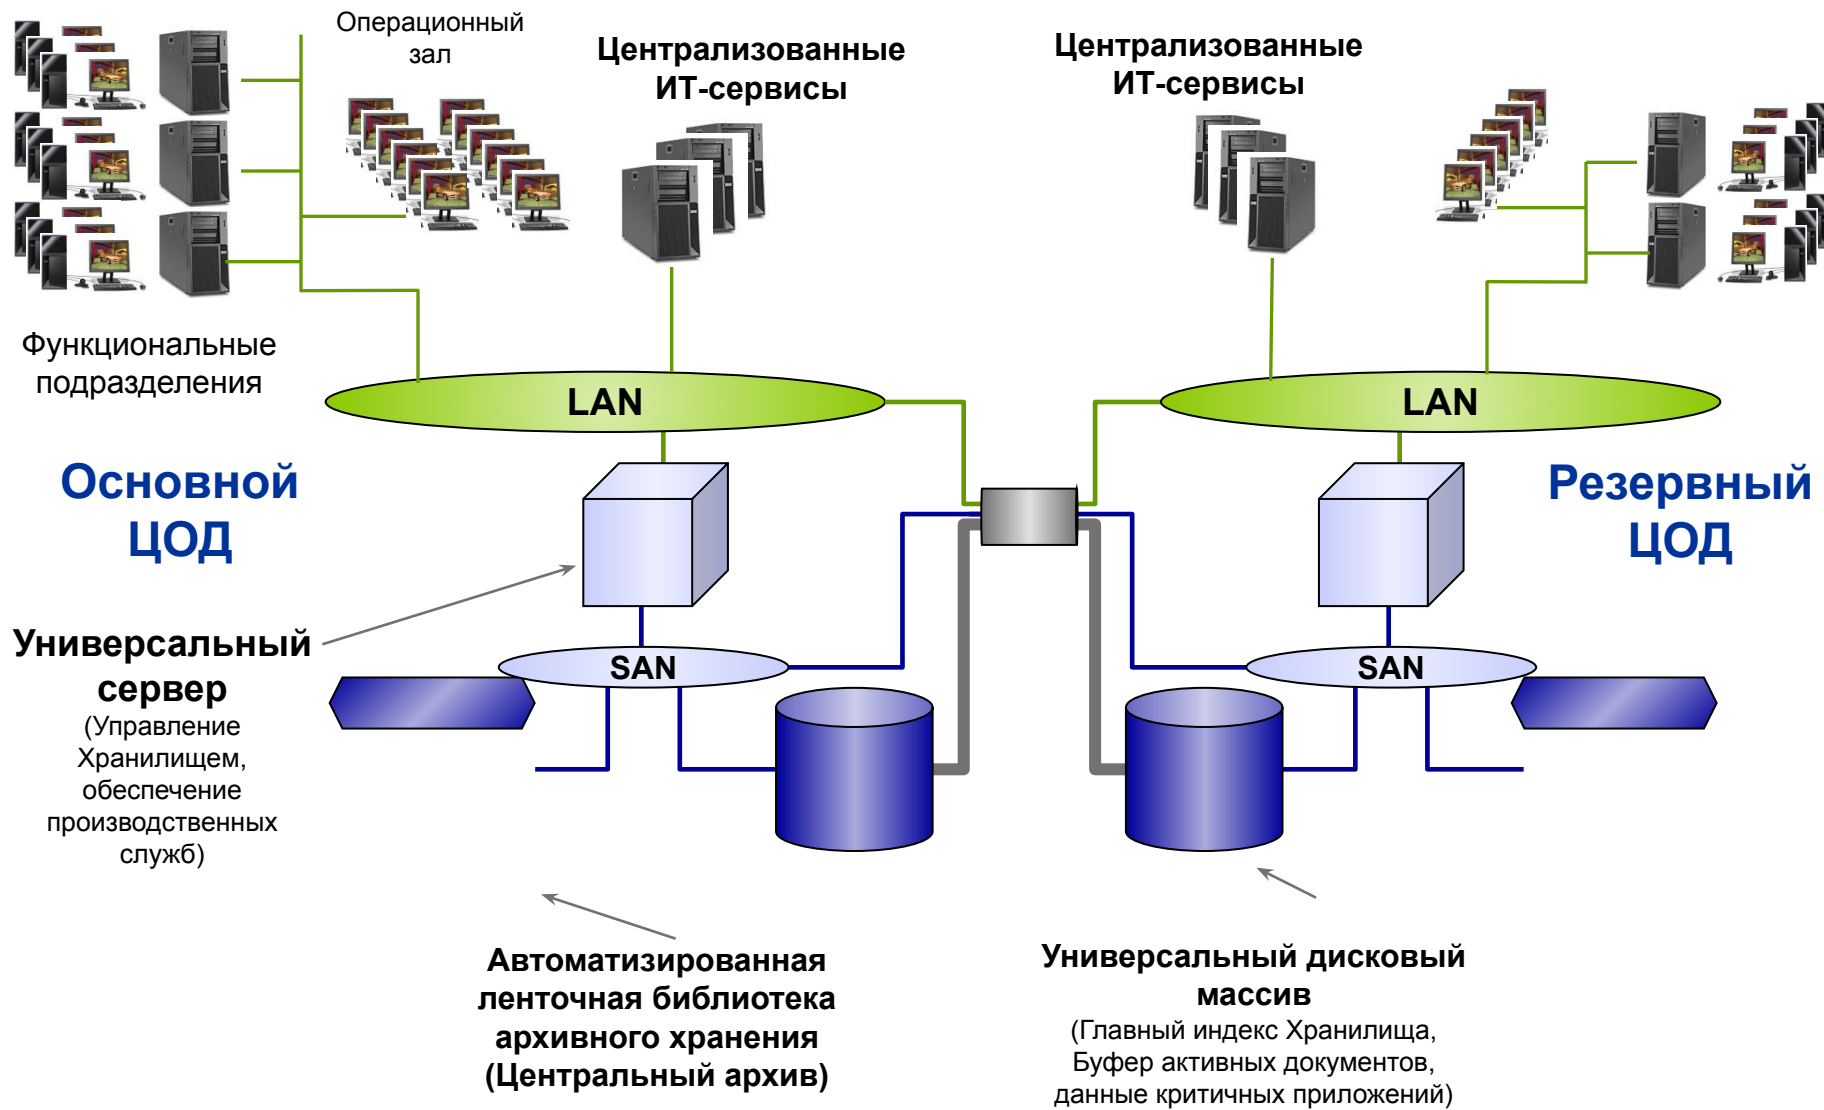 Операционный
зал
Централизованные
ИТ-сервисы
Централизованные
ИТ-сервисы
Функциональные
подразделения
LAN
LAN
Основной
ЦОД
Резервный
ЦОД
Универсальный
сервер
(Управление
Хранилищем,
обеспечение
производственных
служб)
SAN
SAN
Автоматизированная
ленточная библиотека
архивного хранения
(Центральный архив)
Универсальный дисковый
массив
(Главный индекс Хранилища,
Буфер активных документов,
данные критичных приложений)